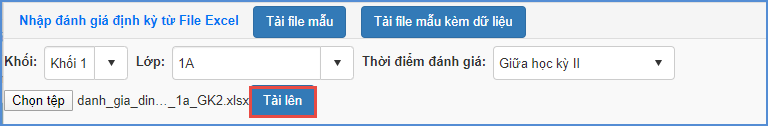 Nhập đánh giá định kỳ từ File Excel Tải file mẫu Tải file mẫu kèm dữ liệu
Khối: Khối 1 Lớp: 1A Thời điểm đánh giá: Giữa học kỳ II
Chọn tệp danh_gia_din…_1a_GK2.xlsx Tải lên